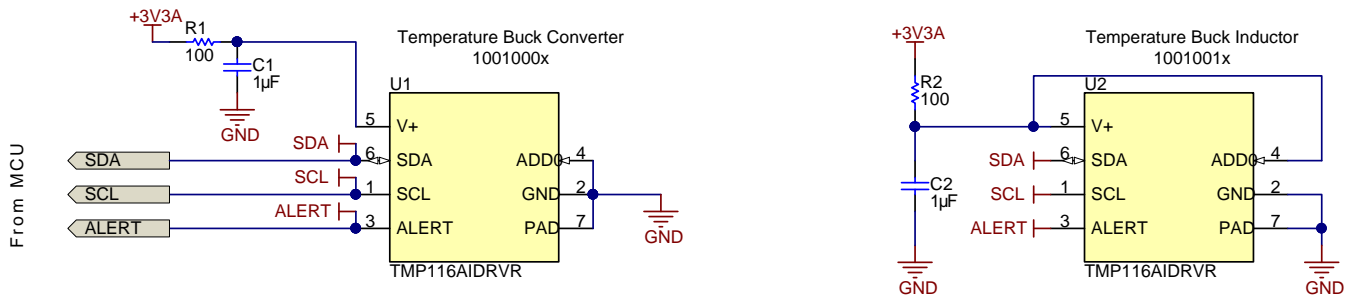 +3V3A
R1
100
C1
1µF
GND
Temperature Buck Converter
1001000x
U1
5 V+
SDA
SDA
6 SDA
ADD0 4
SCL
SCL
1 SCL
GND 2
ALERT
ALERT
3 ALERT
PAD 7
GND
TMP116AIDRVR
From MCU
+3V3A
R2
100
C2
1µF
GND
Temperature Buck Inductor
1001001x
U2
5 V+
SDA
6 SDA
ADD0 4
SCL
1 SCL
GND 2
ALERT
3 ALERT
PAD 7
GND
TMP116AIDRVR